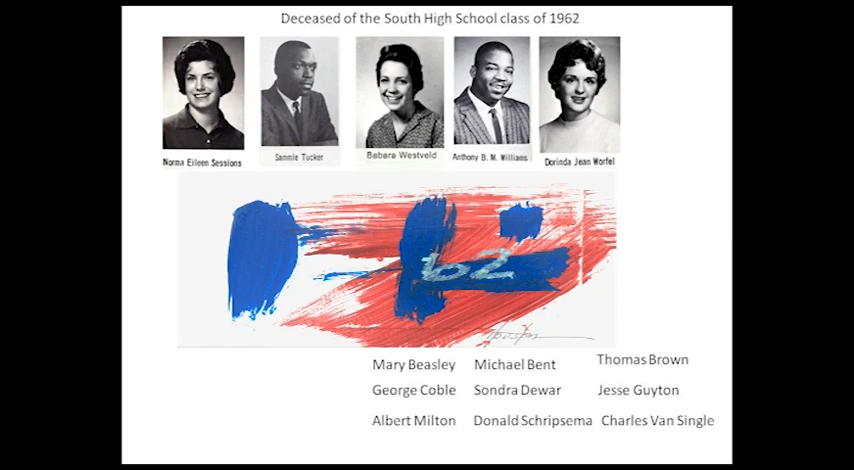 Deceased of the South High School class of 1962
Norma Eileen Sessions
Sammie Tucker
Babara Westveld
Anthony B. M. Williams
Dorinda Jean Worfel
62
Mary Beasley Michael Bent Thomas Brown
George Coble Sondra Dewar Jesse Guyton
Albert Milton Donald Schripsema Charles Van Single